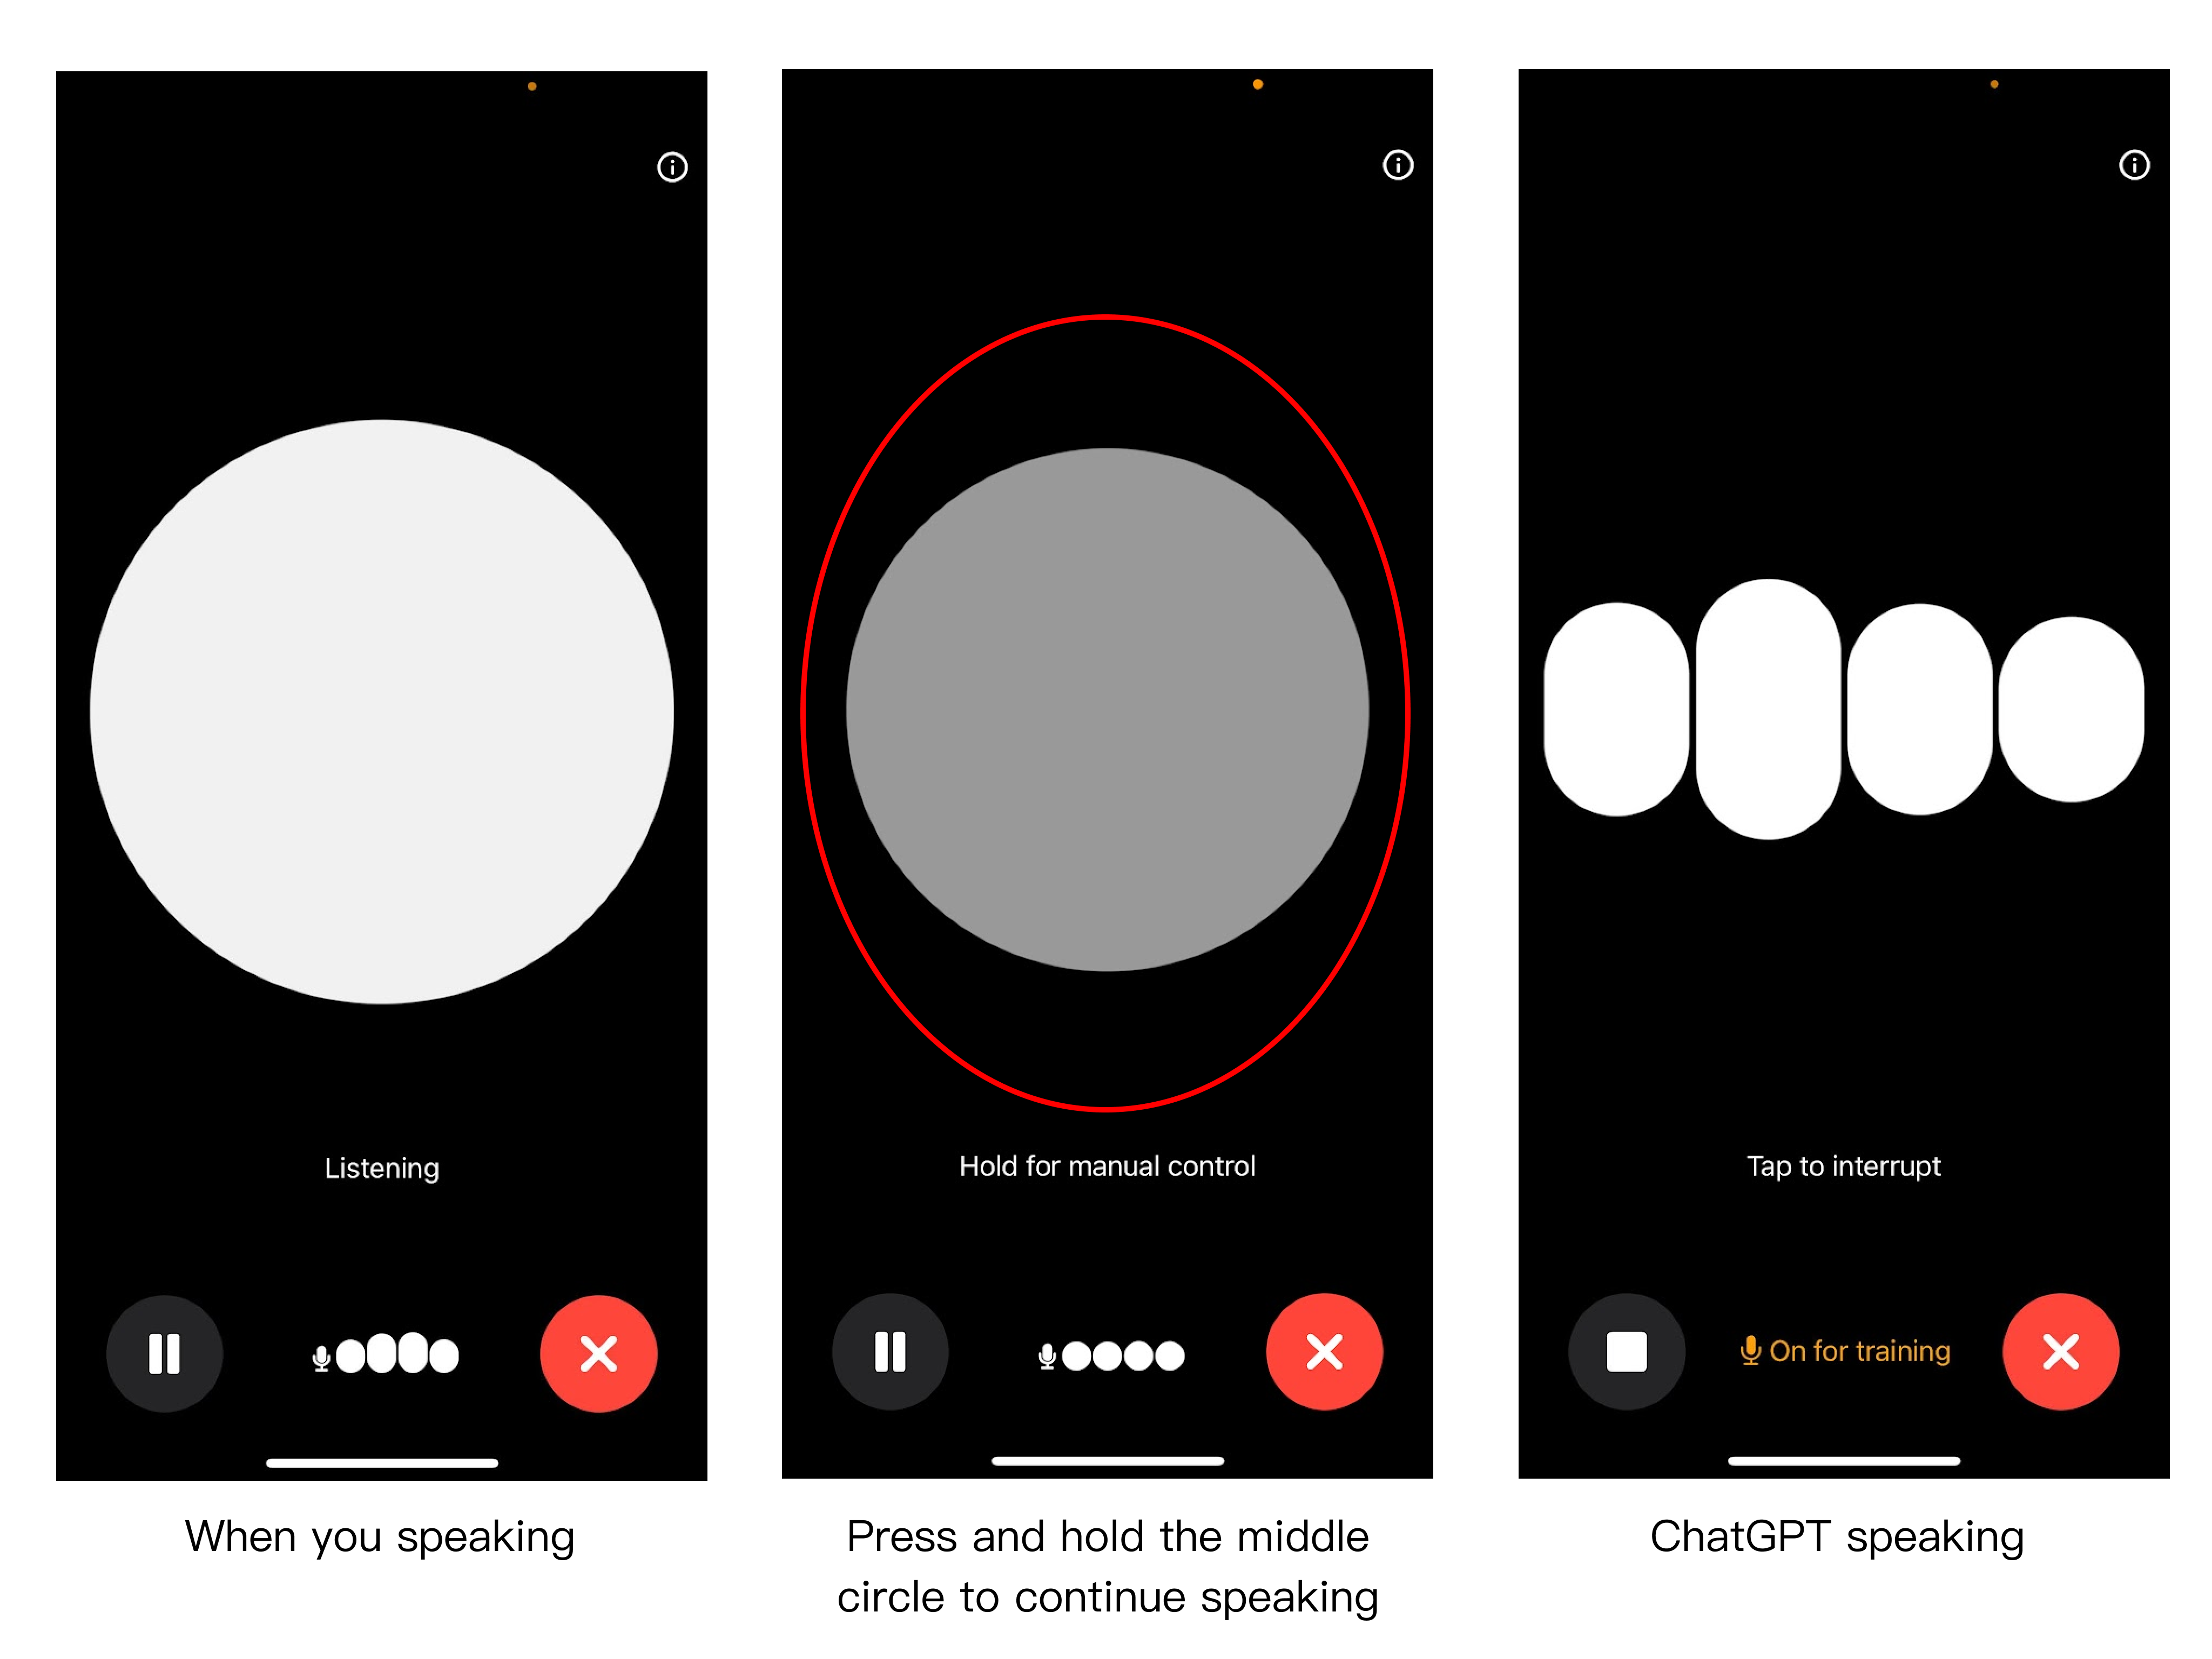 Listening
When you speaking
Hold for manual control
Press and hold the middle
circle to continue speaking
Tap to interrupt
On for training
ChatGPT speaking